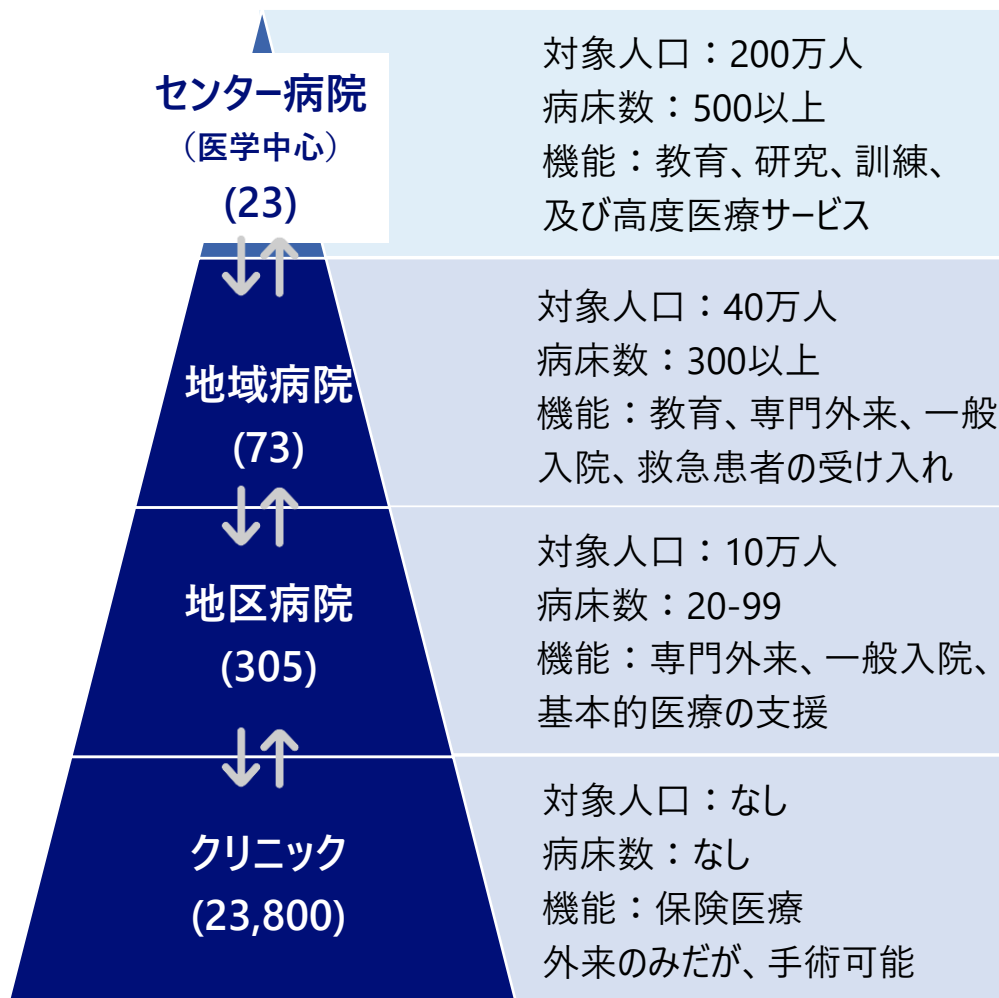 センター病院
（医学中心）
(23)
対象人口：200万人
病床数：500以上
機能：教育、研究、訓練、
及び高度医療サービス
地域病院
(73)
対象人口：40万人
病床数：300以上
機能：教育、専門外来、一般
入院、救急患者の受け入れ
地区病院
(305)
対象人口：10万人
病床数：20-99
機能：専門外来、一般入院、
基本的医療の支援
クリニック
(23,800)
対象人口：なし
病床数：なし
機能：保険医療
外来のみだが、手術可能